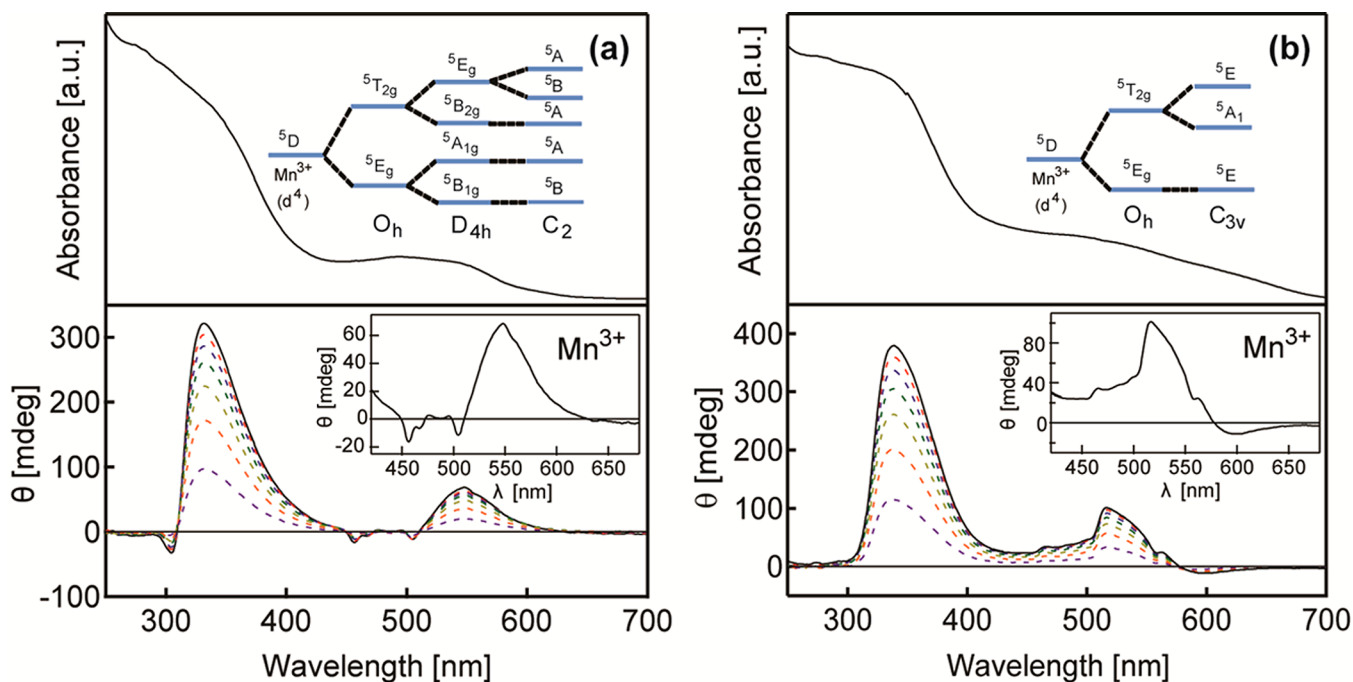 Absorbance [a.u.]
(a)
⁵D
Mn³⁺
(d⁴)
⁵T₂g
⁵Eg
Oh
⁵Eg
⁵B₂g
⁵A₁g
⁵B₁g
D₄h
⁵A
⁵B
⁵A
⁵A
⁵B
C₂
θ [mdeg]
300
200
100
0
-100
300
400
500
600
700
Wavelength [nm]
θ [mdeg]
60
40
20
0
-20
450
500
550
600
650
λ [nm]
Mn³⁺
Absorbance [a.u.]
(b)
⁵D
Mn³⁺
(d⁴)
⁵T₂g
⁵Eg
Oh
⁵E
⁵A₁
⁵E
C₃v
θ [mdeg]
400
300
200
100
0
300
400
500
600
700
Wavelength [nm]
θ [mdeg]
80
40
0
450
500
550
600
650
λ [nm]
Mn³⁺